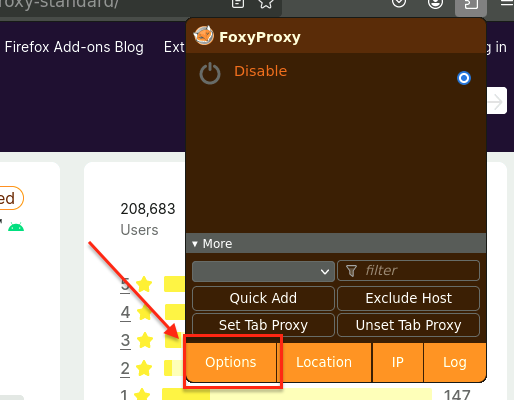 oxy-standard/
Firefox Add-ons Blog
Ext
g in
FoxyProxy
Disable
ed
208,683
Users
▾ More
filter
Quick Add
Exclude Host
Set Tab Proxy
Unset Tab Proxy
Options
Location
IP
Log
5
4
3
2
1
147